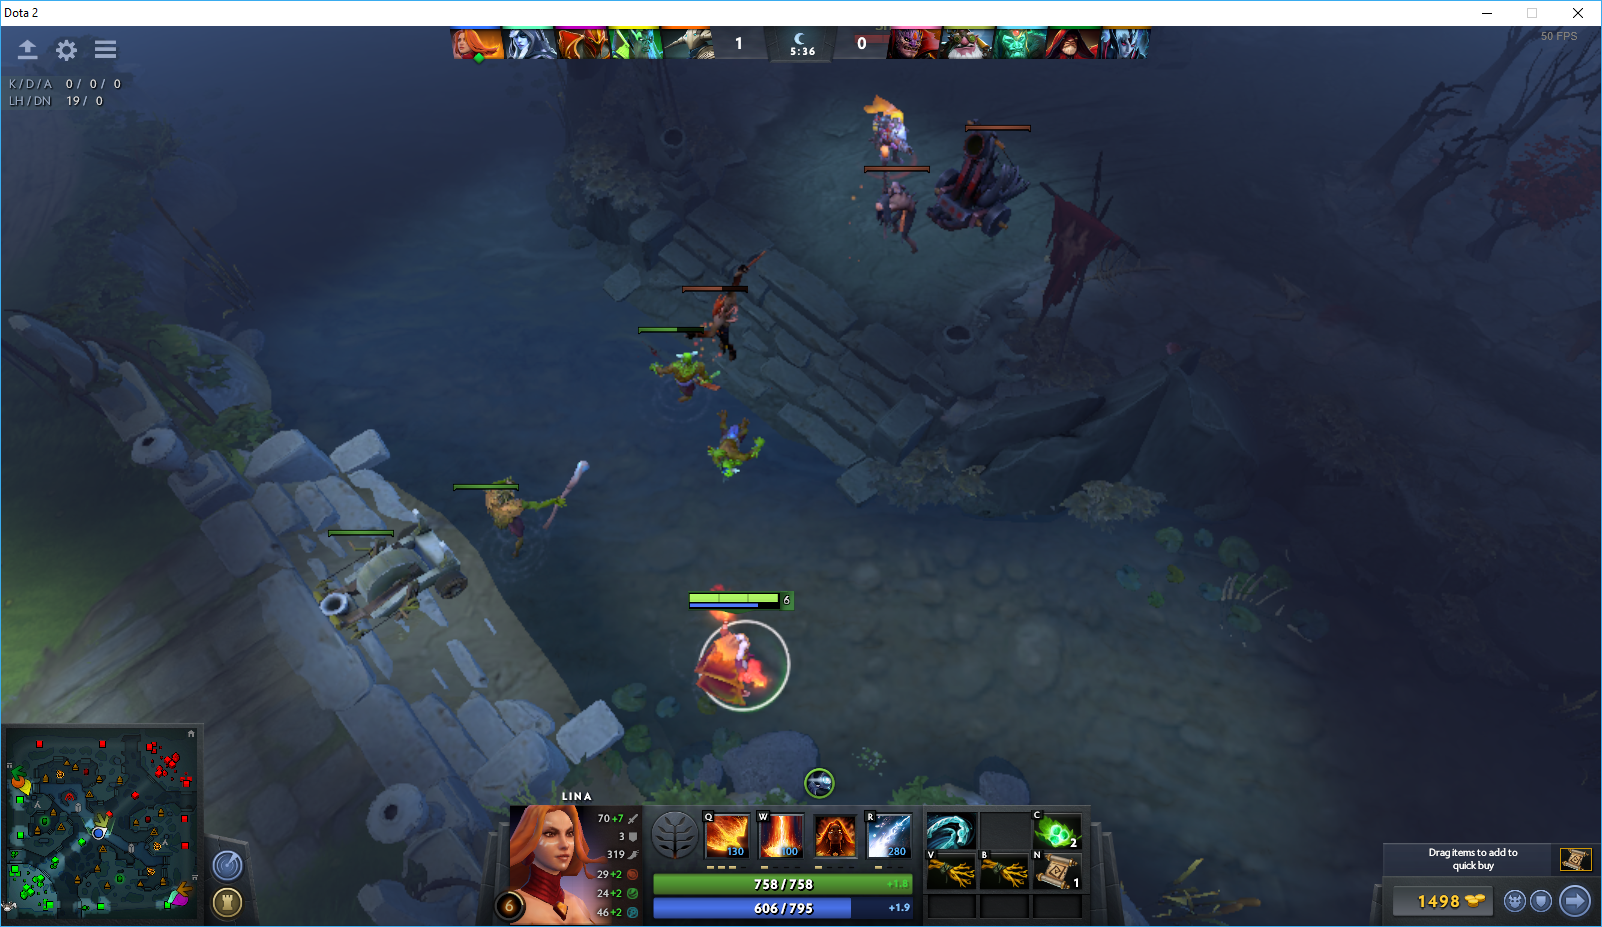 Dota 2
50 FPS
1
5:36
0
K/D/A 0/ 0/ 0
LH/DN 19/ 0
6
LINA
70+7
3
319
29+2
24+2
46+2
6
Q
130
W
100
R
280
758 / 758
+1.8
606 / 795
+1.9
C
2
V
B
N
1
Drag items to add to
quick buy
1498